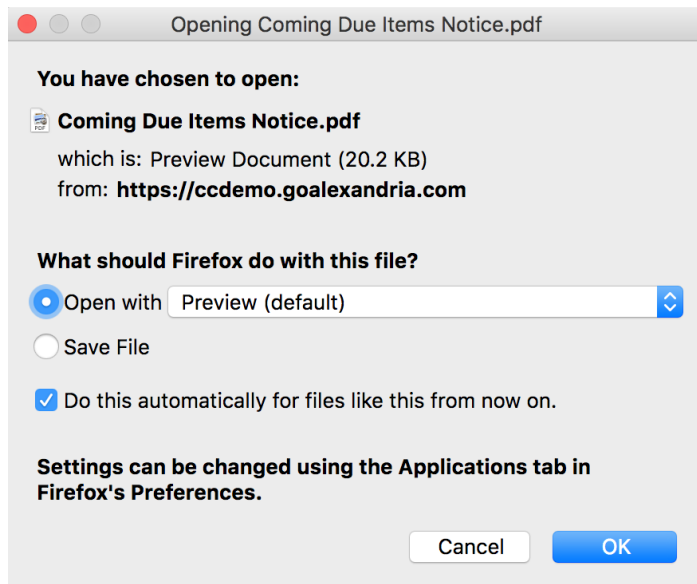 Opening Coming Due Items Notice.pdf
You have chosen to open:
PDF
Coming Due Items Notice.pdf
which is: Preview Document (20.2 KB)
from: https://ccdemo.goalexandria.com
What should Firefox do with this file?
Open with Preview (default)
Save File
Do this automatically for files like this from now on.
Settings can be changed using the Applications tab in
Firefox's Preferences.
Cancel OK